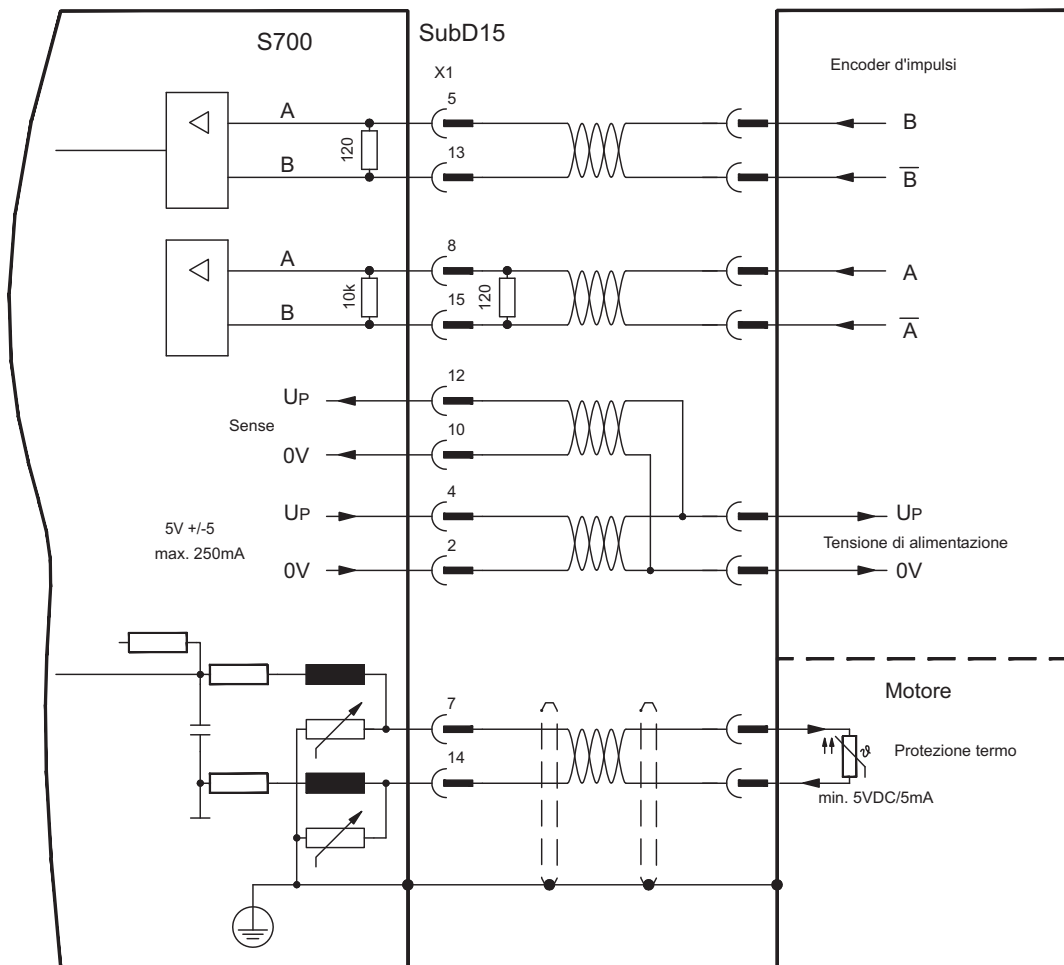 S700
SubD15
X1
Encoder d'impulsi
A
5
B
120
B
13
B
A
8
A
10k
15
120
B
A
UP
12
Sense
0V
10
UP
4
UP
5V +/-5
max. 250mA
Tensione di alimentazione
0V
2
0V
Motore
7
Protezione termo
ϑ
14
min. 5VDC/5mA